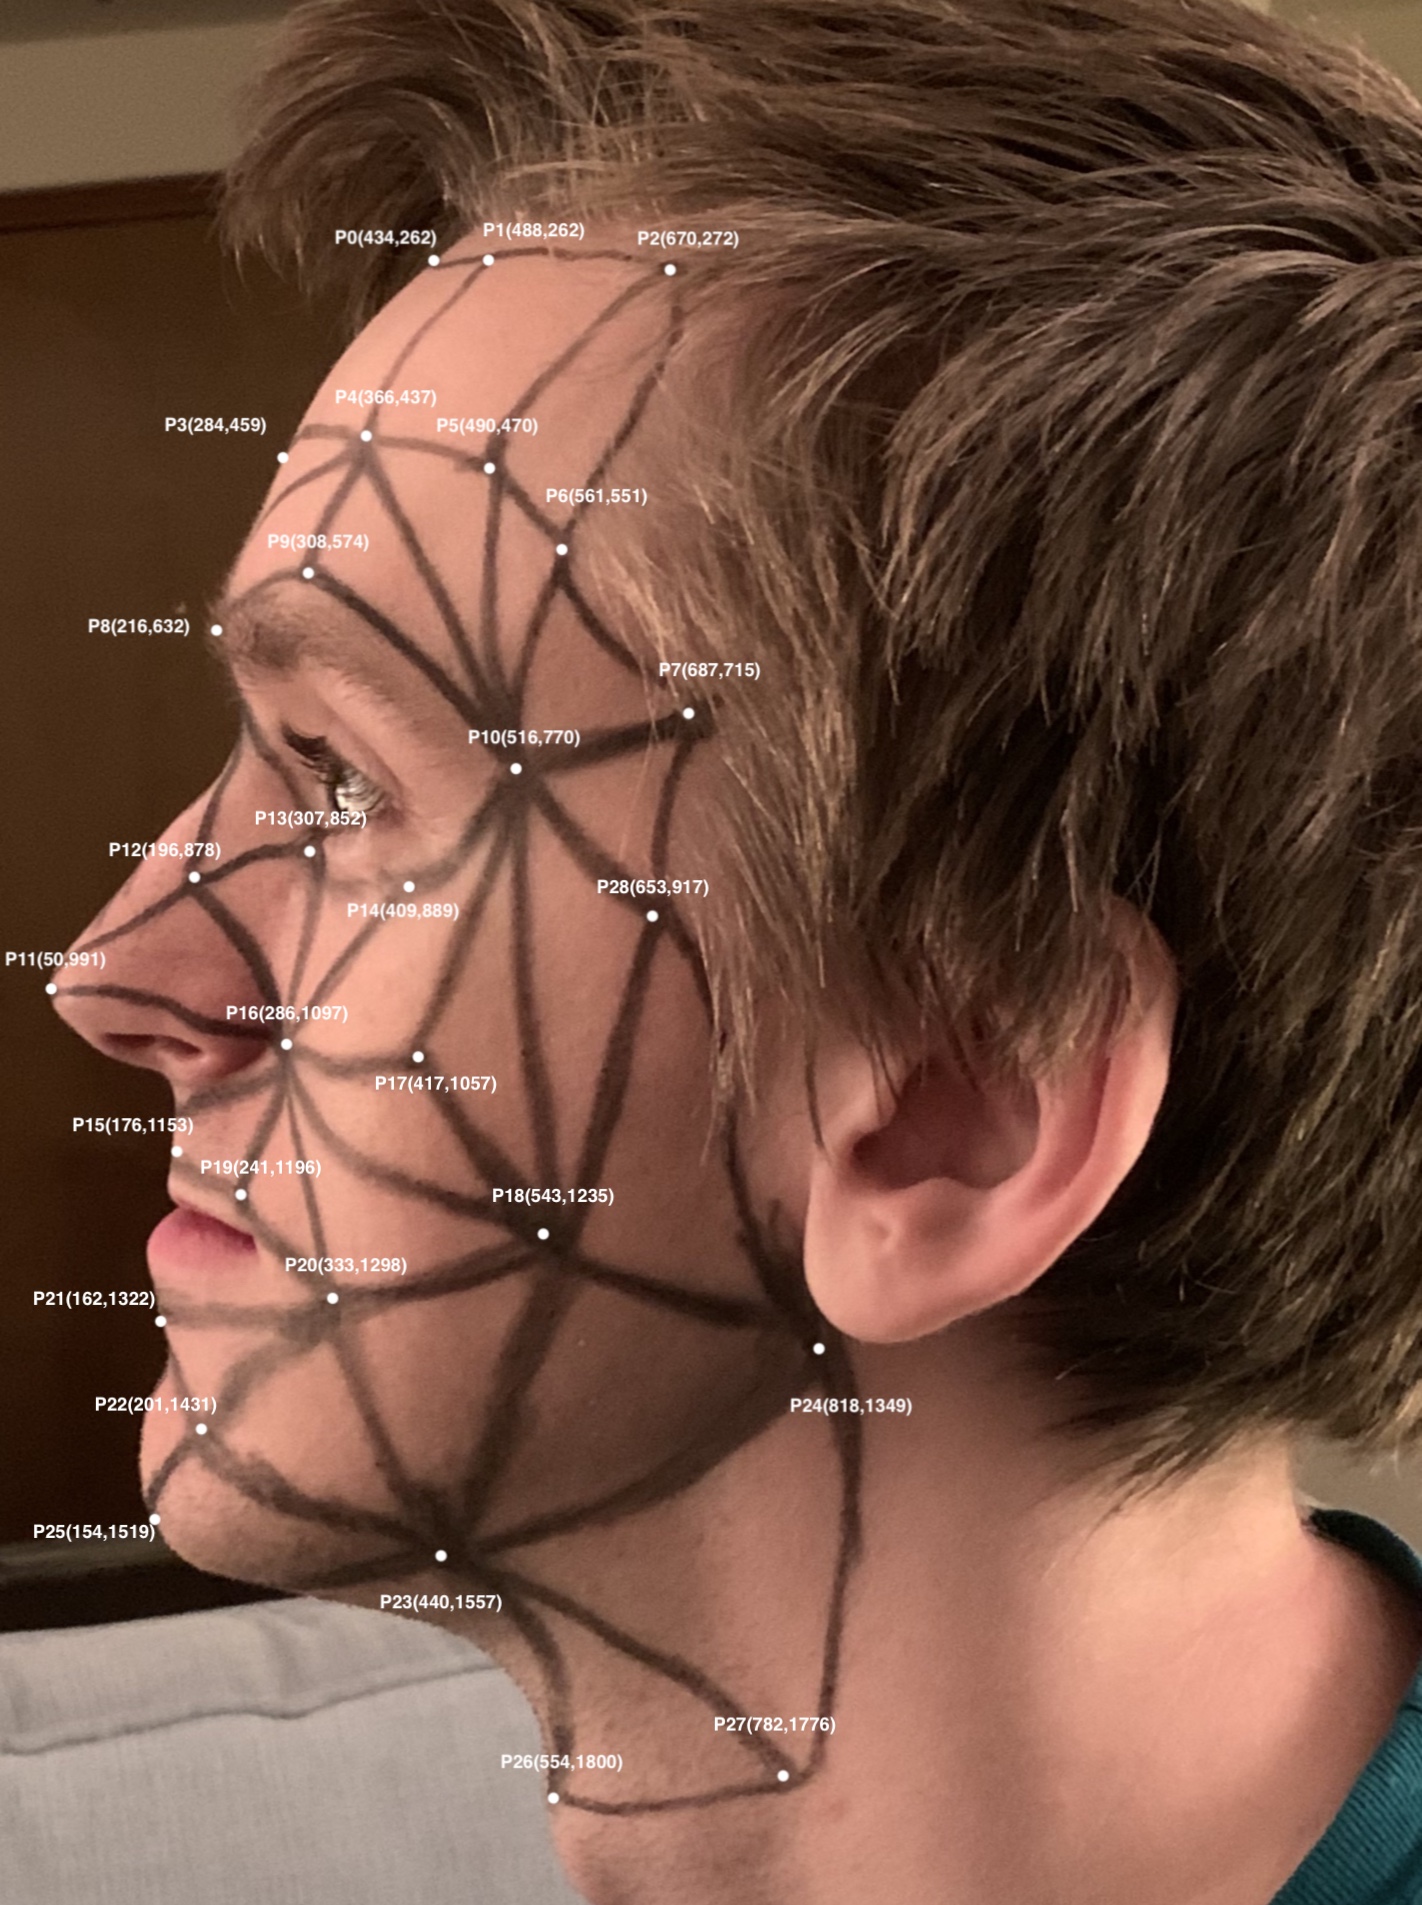 P0(434,262)
P1(488,262)
P2(670,272)
P4(366,437)
P3(284,459)
P5(490,470)
P6(561,551)
P9(308,574)
P8(216,632)
P7(687,715)
P10(516,770)
P13(307,852)
P12(196,878)
P28(653,917)
P14(409,889)
P11(50,991)
P16(286,1097)
P17(417,1057)
P15(176,1153)
P19(241,1196)
P18(543,1235)
P20(333,1298)
P21(162,1322)
P22(201,1431)
P24(818,1349)
P25(154,1519)
P23(440,1557)
P27(782,1776)
P26(554,1800)